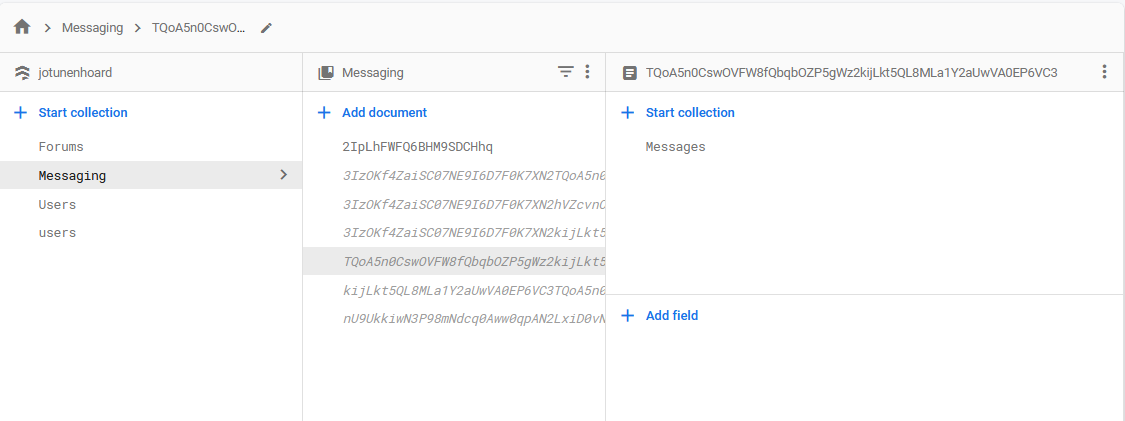 Messaging TQoA5n0CswO...
jotunenhoard
Start collection
Forums
Messaging
Users
users
Messaging
Add document
2IpLhFWFQ6BHM9SDCHhq
3IzOKf4ZaiSC07NE9I6D7F0K7XN2TQoA5n0
3IzOKf4ZaiSC07NE9I6D7F0K7XN2hVZcvnO
3IzOKf4ZaiSC07NE9I6D7F0K7XN2kijLkt5
TQoA5n0CswOVFW8fQbqbOZP5gWz2kijLkt5
kijLkt5QL8MLa1Y2aUwVA0EP6VC3TQoA5n0
nU9UkkiwN3P98mNdcq0Aww0qpAN2LxiD0vN
TQoA5n0CswOVFW8fQbqbOZP5gWz2kijLkt5QL8MLa1Y2aUwVA0EP6VC3
Start collection
Messages
Add field